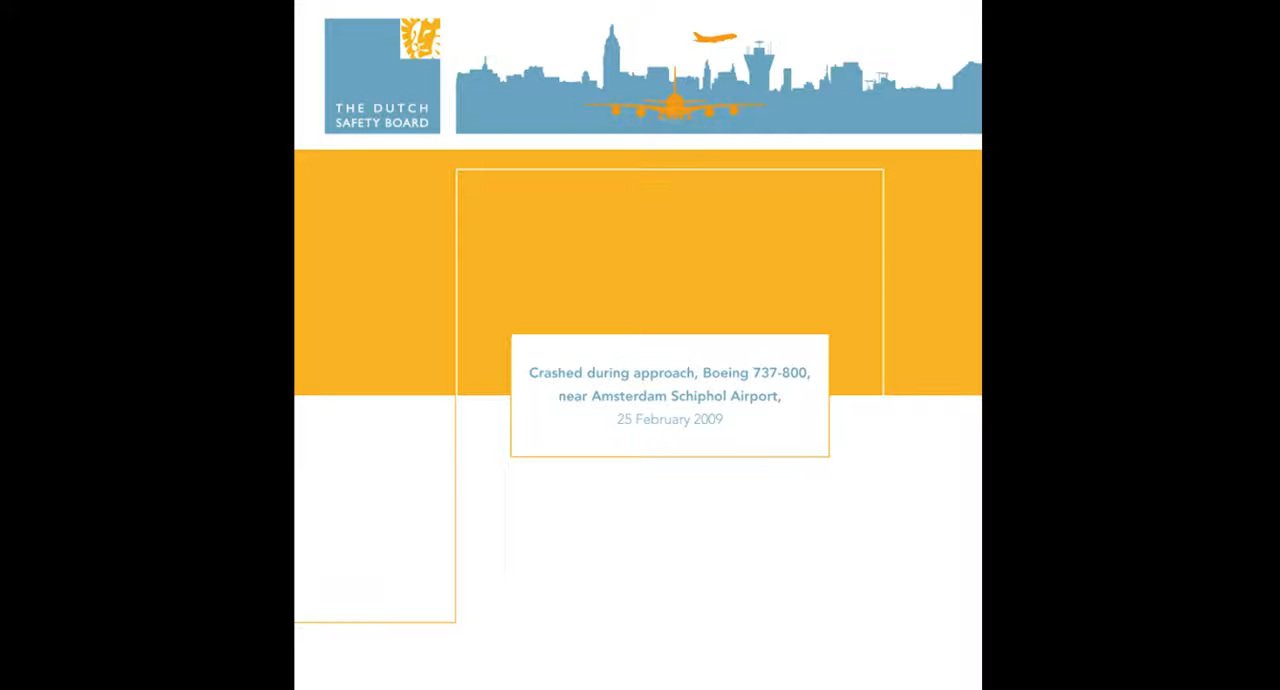 THE DUTCH
SAFETY BOARD
Crashed during approach, Boeing 737-800,
near Amsterdam Schiphol Airport,
25 February 2009